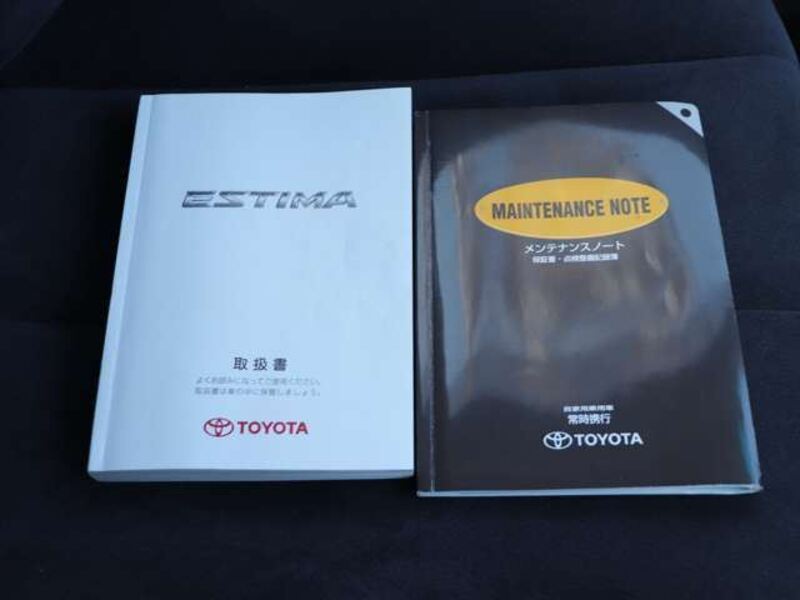 ESTIMA
取扱書
よくお読みになってご使用ください。
取扱書は車の中に保管しましょう。
TOYOTA
MAINTENANCE NOTE
メンテナンスノート
保証書・点検整備記録簿
自家用乗用車
常時携行
TOYOTA